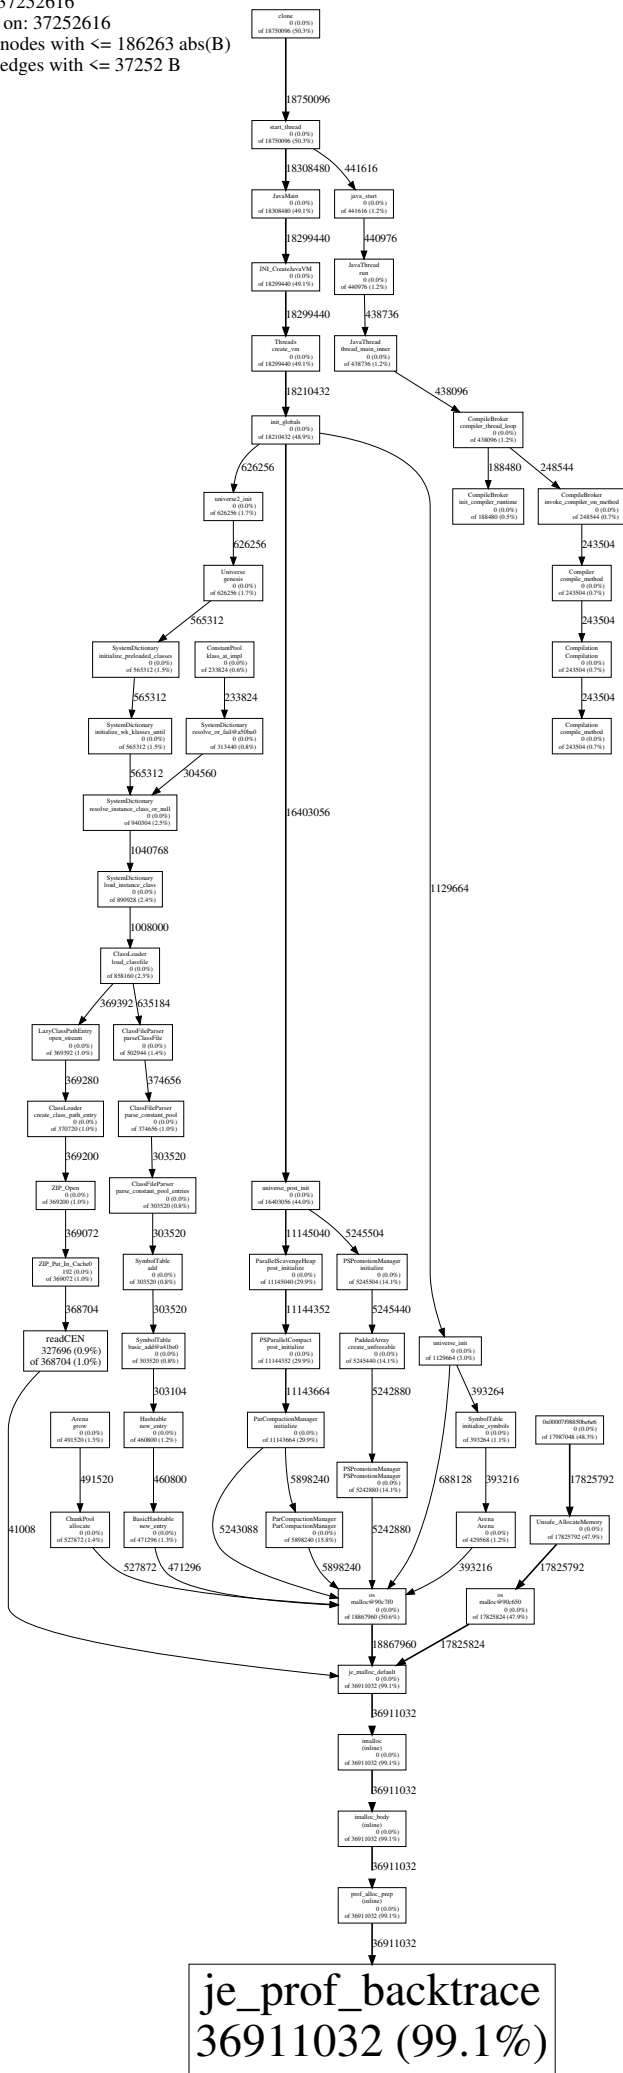 37252616
on: 37252616
nodes with <= 186263 abs(B)
edges with <= 37252 B
clone
0 (0.0%)
of 18750096 (50.3%)
18750096
start_thread
0 (0.0%)
of 18750096 (50.3%)
18308480
441616
JavaMain
0 (0.0%)
of 18308480 (49.1%)
java_start
0 (0.0%)
of 441616 (1.2%)
18299440
440976
JNI_CreateJavaVM
0 (0.0%)
of 18299440 (49.1%)
JavaThread
run
0 (0.0%)
of 440976 (1.2%)
18299440
438736
Threads
create_vm
0 (0.0%)
of 18299440 (49.1%)
JavaThread
thread_main_inner
0 (0.0%)
of 438736 (1.2%)
18210432
438096
init_globals
0 (0.0%)
of 18210432 (48.9%)
CompileBroker
compiler_thread_loop
0 (0.0%)
of 438096 (1.2%)
626256
188480
248544
universe2_init
0 (0.0%)
of 626256 (1.7%)
CompileBroker
init_compiler_runtime
0 (0.0%)
of 188480 (0.5%)
CompileBroker
invoke_compiler_on_method
0 (0.0%)
of 248544 (0.7%)
626256
243504
Universe
genesis
0 (0.0%)
of 626256 (1.7%)
Compiler
compile_method
0 (0.0%)
of 243504 (0.7%)
565312
243504
SystemDictionary
initialize_preloaded_classes
0 (0.0%)
of 565312 (1.5%)
ConstantPool
klass_at_impl
0 (0.0%)
of 233824 (0.6%)
Compilation
Compilation
0 (0.0%)
of 243504 (0.7%)
565312
233824
243504
SystemDictionary
initialize_wk_klasses_until
0 (0.0%)
of 565312 (1.5%)
SystemDictionary
resolve_or_fail@a50ba0
0 (0.0%)
of 313440 (0.8%)
Compilation
compile_method
0 (0.0%)
of 243504 (0.7%)
565312
304560
SystemDictionary
resolve_instance_class_or_null
0 (0.0%)
of 940304 (2.5%)
16403056
1040768
SystemDictionary
load_instance_class
0 (0.0%)
of 890928 (2.4%)
1129664
1008000
ClassLoader
load_classfile
0 (0.0%)
of 858160 (2.3%)
369392
635184
LazyClassPathEntry
open_stream
0 (0.0%)
of 369392 (1.0%)
ClassFileParser
parseClassFile
0 (0.0%)
of 502944 (1.4%)
369280
374656
ClassLoader
create_class_path_entry
0 (0.0%)
of 370720 (1.0%)
ClassFileParser
parse_constant_pool
0 (0.0%)
of 374656 (1.0%)
369200
303520
ZIP_Open
0 (0.0%)
of 369200 (1.0%)
ClassFileParser
parse_constant_pool_entries
0 (0.0%)
of 303520 (0.8%)
universe_post_init
0 (0.0%)
of 16403056 (44.0%)
369072
303520
11145040
5245504
ZIP_Put_In_Cache0
192 (0.0%)
of 369072 (1.0%)
SymbolTable
add
0 (0.0%)
of 303520 (0.8%)
ParallelScavengeHeap
post_initialize
0 (0.0%)
of 11145040 (29.9%)
PSPromotionManager
initialize
0 (0.0%)
of 5245504 (14.1%)
368704
303520
11144352
5245440
readCEN
327696 (0.9%)
of 368704 (1.0%)
SymbolTable
basic_add@a41be0
0 (0.0%)
of 303520 (0.8%)
PSParallelCompact
post_initialize
0 (0.0%)
of 11144352 (29.9%)
PaddedArray
create_unfreeable
0 (0.0%)
of 5245440 (14.1%)
universe_init
0 (0.0%)
of 1129664 (3.0%)
303104
11143664
5242880
393264
Arena
grow
0 (0.0%)
of 491520 (1.3%)
Hashtable
new_entry
0 (0.0%)
of 460800 (1.2%)
ParCompactionManager
initialize
0 (0.0%)
of 11143664 (29.9%)
SymbolTable
initialize_symbols
0 (0.0%)
of 393264 (1.1%)
0x00007f98850be6e6
0 (0.0%)
of 17987048 (48.3%)
491520
460800
5898240
PSPromotionManager
PSPromotionManager
0 (0.0%)
of 5242880 (14.1%)
688128
393216
17825792
41008
ChunkPool
allocate
0 (0.0%)
of 527872 (1.4%)
BasicHashtable
new_entry
0 (0.0%)
of 471296 (1.3%)
5243088
ParCompactionManager
ParCompactionManager
0 (0.0%)
of 5898240 (15.8%)
5242880
Arena
Arena
0 (0.0%)
of 429568 (1.2%)
Unsafe_AllocateMemory
0 (0.0%)
of 17825792 (47.9%)
527872
471296
5898240
393216
17825792
os
malloc@90c7f0
0 (0.0%)
of 18867960 (50.6%)
os
malloc@90c650
0 (0.0%)
of 17825824 (47.9%)
18867960
17825824
je_malloc_default
0 (0.0%)
of 36911032 (99.1%)
36911032
imalloc
(inline)
0 (0.0%)
of 36911032 (99.1%)
36911032
imalloc_body
(inline)
0 (0.0%)
of 36911032 (99.1%)
36911032
prof_alloc_prep
(inline)
0 (0.0%)
of 36911032 (99.1%)
36911032
je_prof_backtrace
36911032 (99.1%)